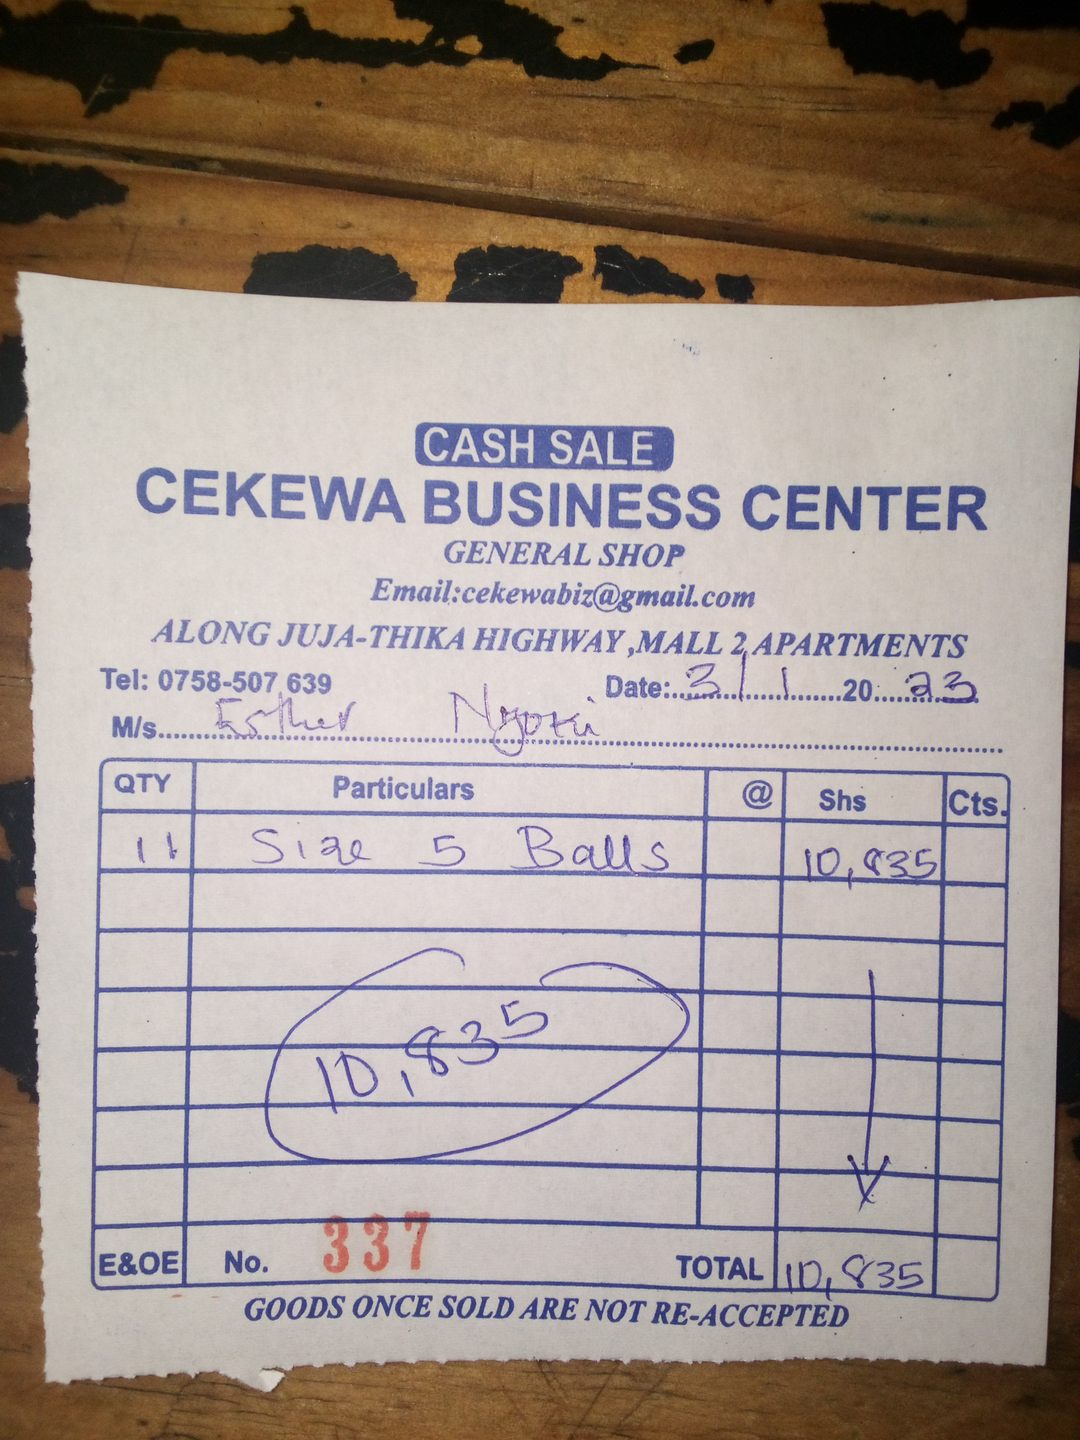 CASH SALE
CEKEWA BUSINESS CENTER
GENERAL SHOP
Email:cekewabiz@gmail.com
ALONG JUJA-THIKA HIGHWAY ,MALL 2 APARTMENTS
Tel: 0758-507 639 Date:..3/1..20..23
M/s. Esther Njoki
QTY Particulars @ Shs Cts.
11 Size 5 Balls 10,835
10,835
E&OE No. 337 TOTAL 10,835
GOODS ONCE SOLD ARE NOT RE-ACCEPTED